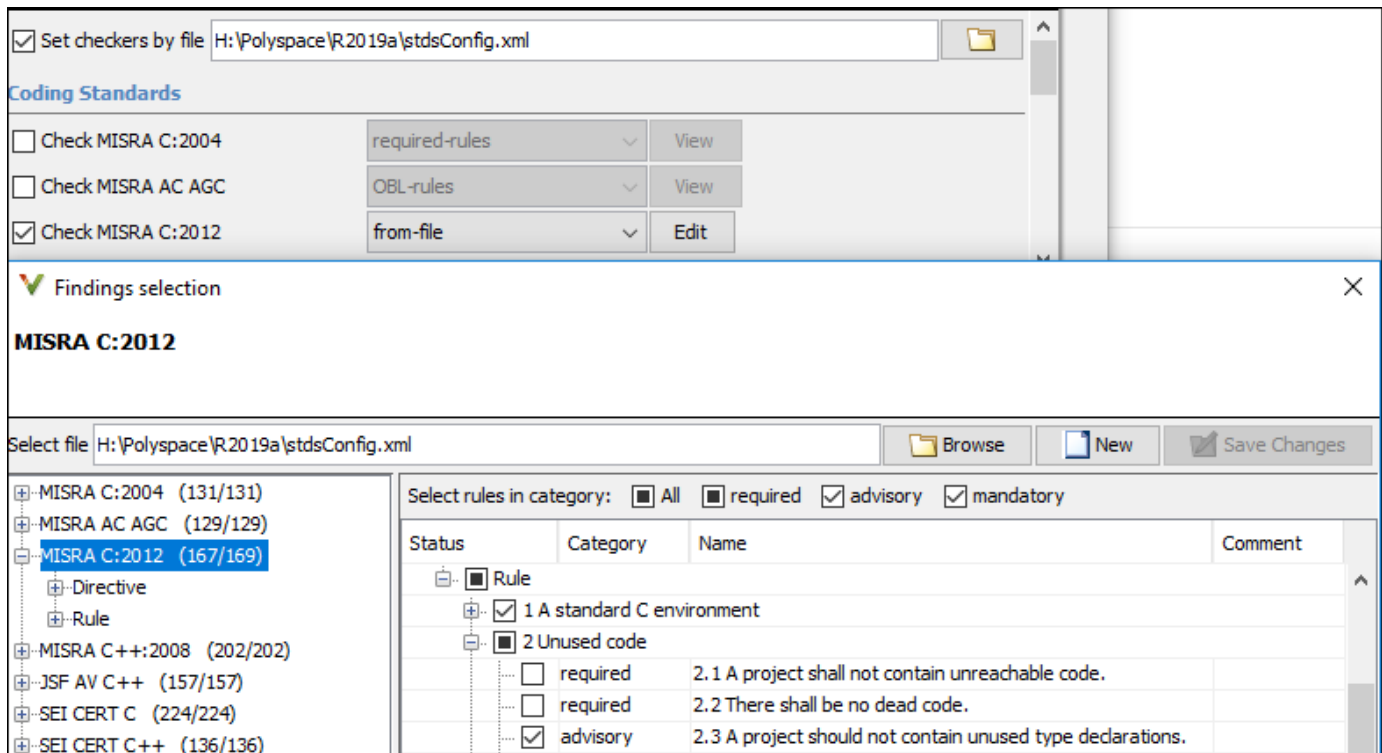 Set checkers by file H:\Polyspace\R2019a\stdsConfig.xml
Coding Standards
Check MISRA C:2004 required-rules View
Check MISRA AC AGC OBL-rules View
Check MISRA C:2012 from-file Edit
Findings selection
MISRA C:2012
Select file H:\Polyspace\R2019a\stdsConfig.xml Browse New Save Changes
MISRA C:2004 (131/131)
MISRA AC AGC (129/129)
MISRA C:2012 (167/169)
Directive
Rule
MISRA C++:2008 (202/202)
JSF AV C++ (157/157)
SEI CERT C (224/224)
SEI CERT C++ (136/136)
Select rules in category: All required advisory mandatory
Status Category Name Comment
Rule
1 A standard C environment
2 Unused code
required 2.1 A project shall not contain unreachable code.
required 2.2 There shall be no dead code.
advisory 2.3 A project should not contain unused type declarations.